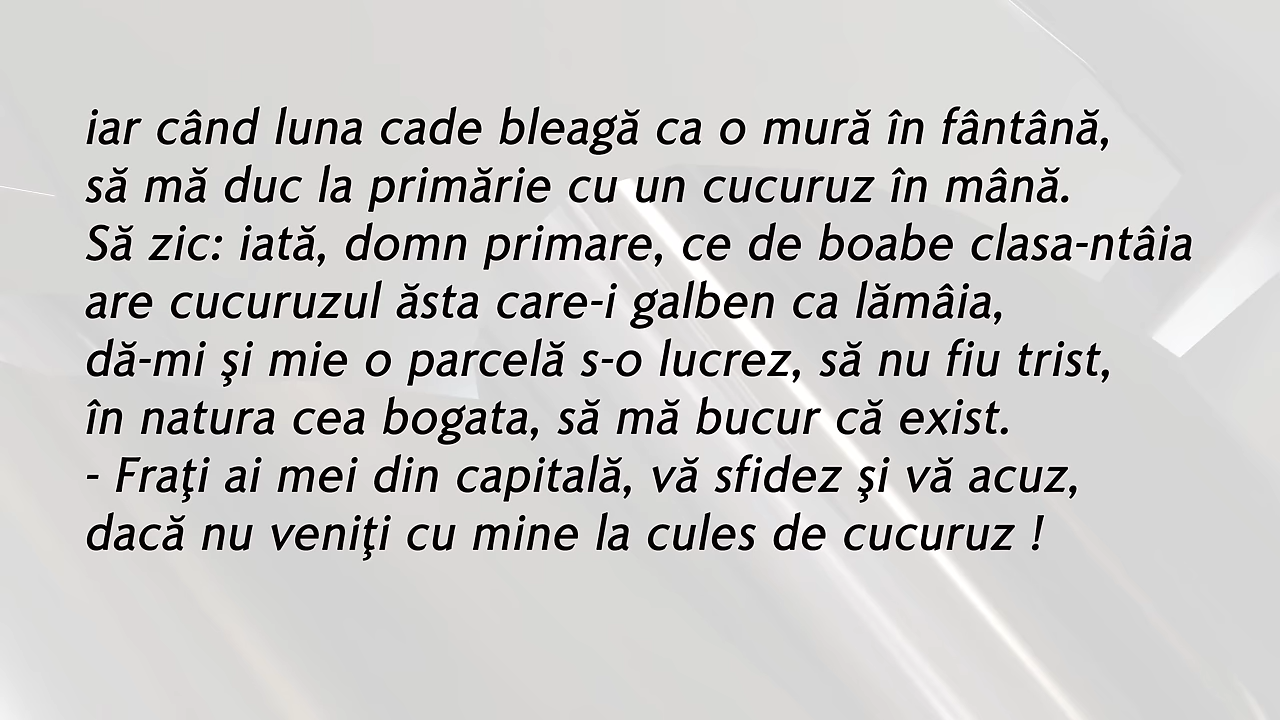 iar când luna cade bleagă ca o mură în fântână,
să mă duc la primărie cu un cucuruz în mână.
Să zic: iată, domn primare, ce de boabe clasa-ntâia
are cucuruzul ăsta care-i galben ca lămâia,
dă-mi şi mie o parcelă s-o lucrez, să nu fiu trist,
în natura cea bogata, să mă bucur că exist.
- Fraţi ai mei din capitală, vă sfidez şi vă acuz,
dacă nu veniţi cu mine la cules de cucuruz !